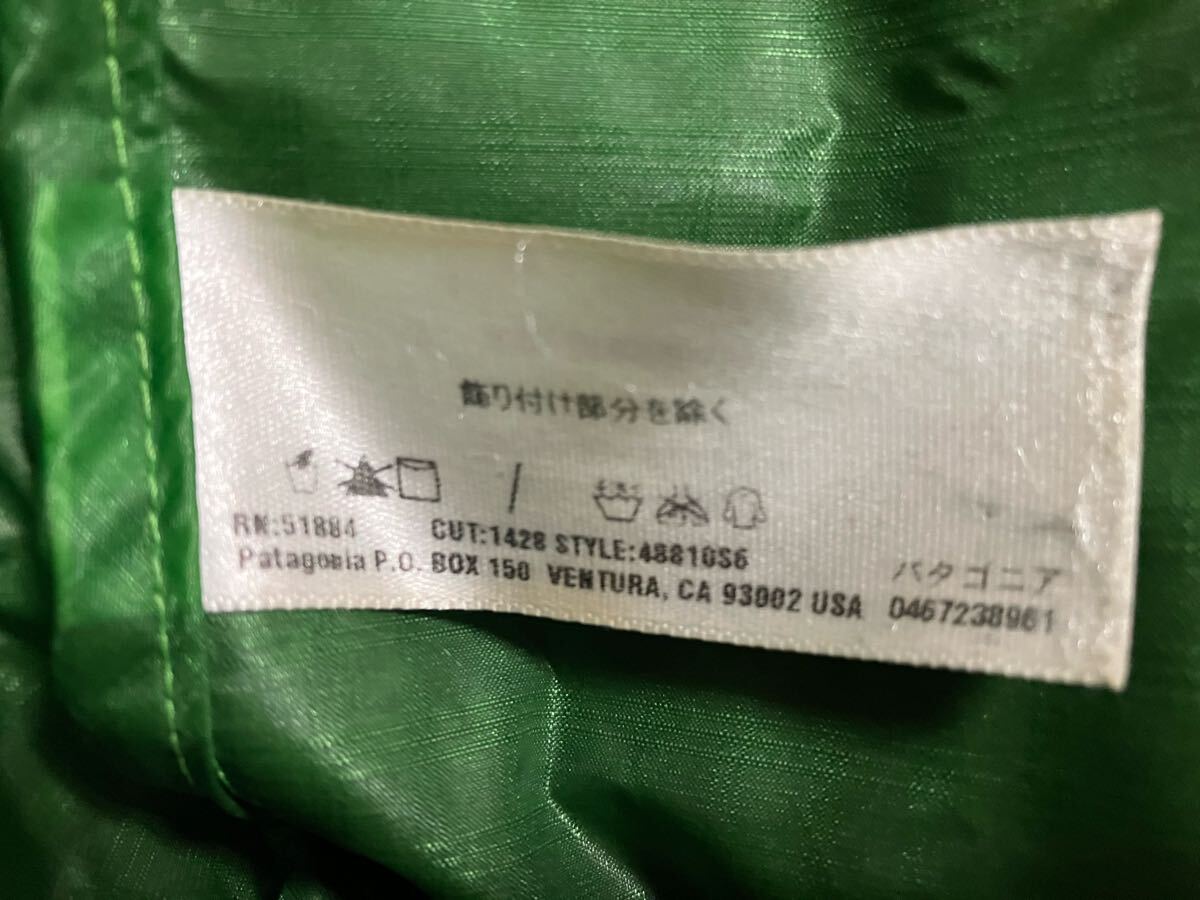 飾り付け部分を除く
RN:51884 CUT:1428 STYLE:48810S6
Patagonia P.O. BOX 150 VENTURA, CA 93002 USA
パタゴニア
0467238961